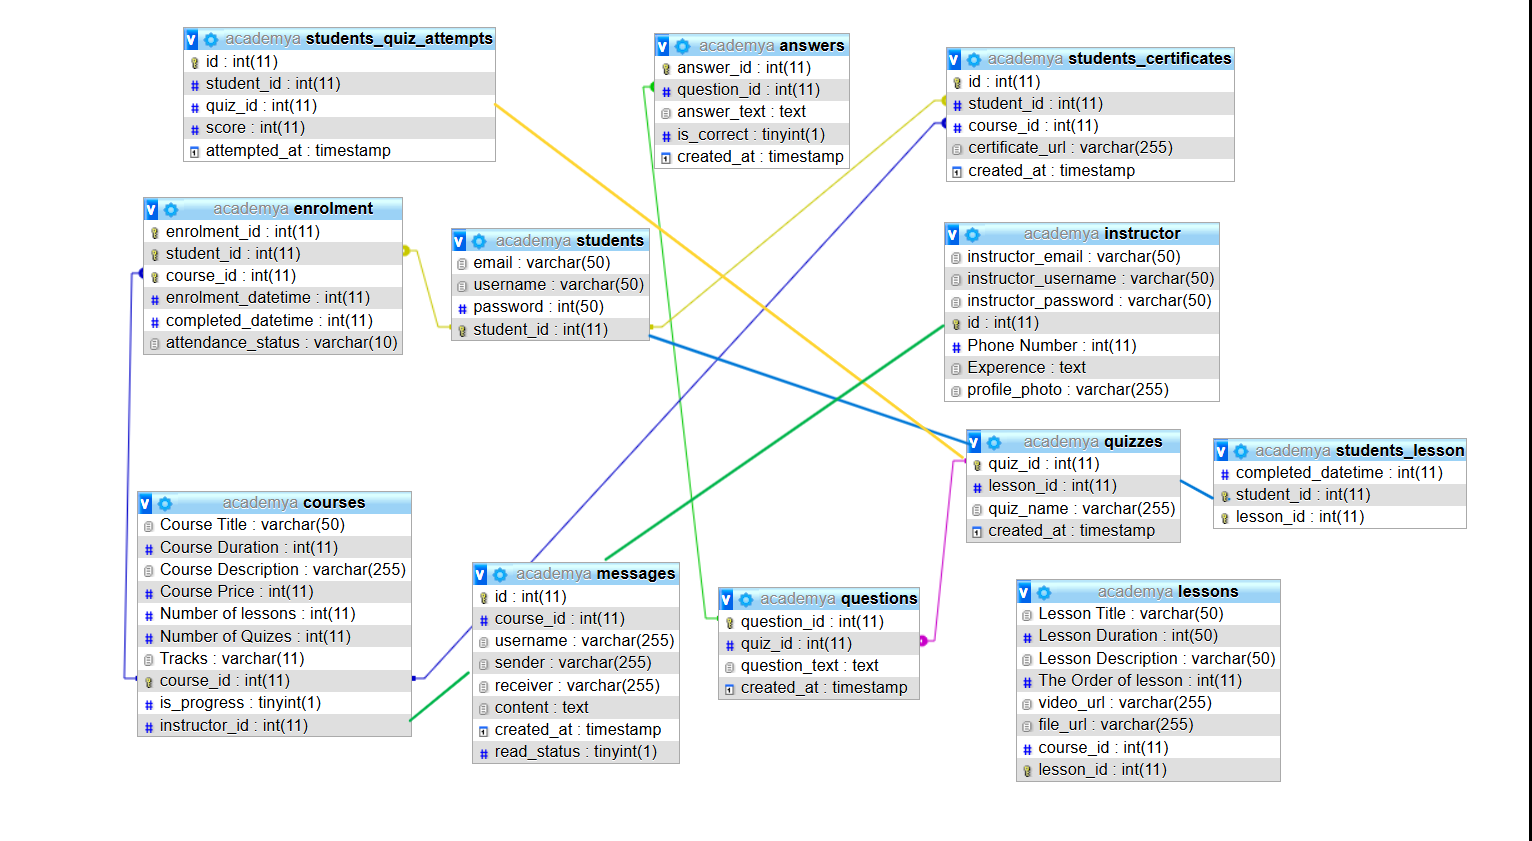 academya students_quiz_attempts
id : int(11)
student_id : int(11)
quiz_id : int(11)
score : int(11)
attempted_at : timestamp
academya answers
answer_id : int(11)
question_id : int(11)
answer_text : text
is_correct : tinyint(1)
created_at : timestamp
academya students_certificates
id : int(11)
student_id : int(11)
course_id : int(11)
certificate_url : varchar(255)
created_at : timestamp
academya enrolment
enrolment_id : int(11)
student_id : int(11)
course_id : int(11)
enrolment_datetime : int(11)
completed_datetime : int(11)
attendance_status : varchar(10)
academya students
email : varchar(50)
username : varchar(50)
password : int(50)
student_id : int(11)
academya instructor
instructor_email : varchar(50)
instructor_username : varchar(50)
instructor_password : varchar(50)
id : int(11)
Phone Number : int(11)
Experence : text
profile_photo : varchar(255)
academya quizzes
quiz_id : int(11)
lesson_id : int(11)
quiz_name : varchar(255)
created_at : timestamp
academya students_lesson
completed_datetime : int(11)
student_id : int(11)
lesson_id : int(11)
academya courses
Course Title : varchar(50)
Course Duration : int(11)
Course Description : varchar(255)
Course Price : int(11)
Number of lessons : int(11)
Number of Quizes : int(11)
Tracks : varchar(11)
course_id : int(11)
is_progress : tinyint(1)
instructor_id : int(11)
academya messages
id : int(11)
course_id : int(11)
username : varchar(255)
sender : varchar(255)
receiver : varchar(255)
content : text
created_at : timestamp
read_status : tinyint(1)
academya questions
question_id : int(11)
quiz_id : int(11)
question_text : text
created_at : timestamp
academya lessons
Lesson Title : varchar(50)
Lesson Duration : int(50)
Lesson Description : varchar(50)
The Order of lesson : int(11)
video_url : varchar(255)
file_url : varchar(255)
course_id : int(11)
lesson_id : int(11)